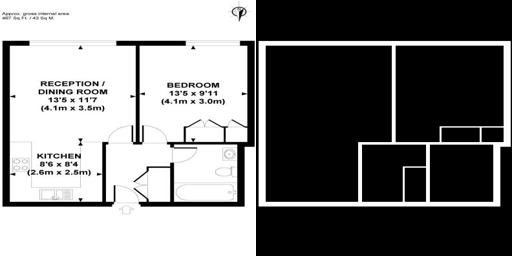 Approx. gross internal area
467 Sq Ft. / 43 Sq M.
RECEPTION /
DINING ROOM
13'5 x 11'7
(4.1m x 3.5m)
BEDROOM
13'5 x 9'11
(4.1m x 3.0m)
KITCHEN
8'6 x 8'4
(2.6m x 2.5m)